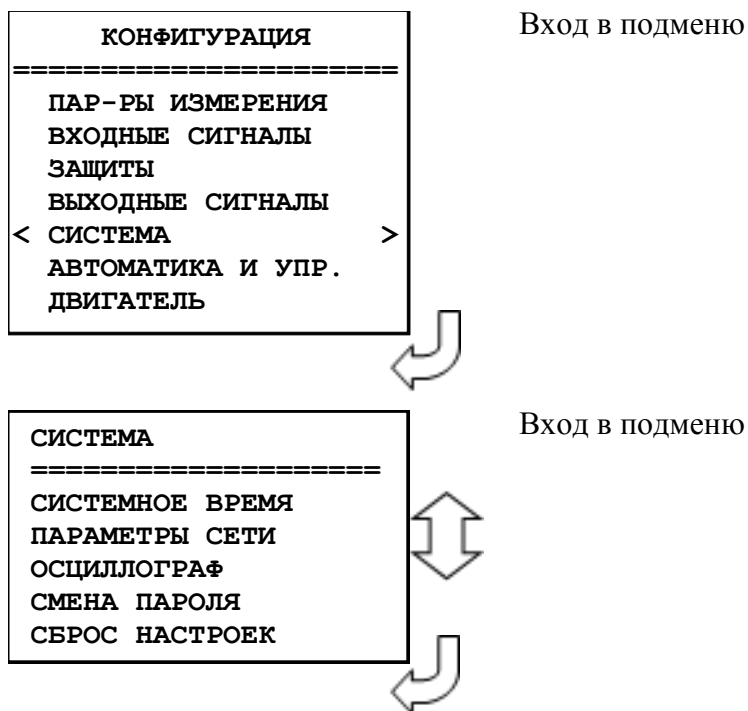 КОНФИГУРАЦИЯ
Вход в подменю
======================
ПАР-РЫ ИЗМЕРЕНИЯ
ВХОДНЫЕ СИГНАЛЫ
ЗАЩИТЫ
ВЫХОДНЫЕ СИГНАЛЫ
< СИСТЕМА >
АВТОМАТИКА И УПР.
ДВИГАТЕЛЬ
СИСТЕМА
Вход в подменю
====================
СИСТЕМНОЕ ВРЕМЯ
ПАРАМЕТРЫ СЕТИ
ОСЦИЛЛОГРАФ
СМЕНА ПАРОЛЯ
СБРОС НАСТРОЕК